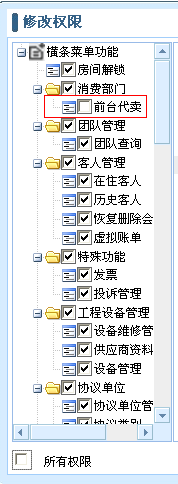 修改权限
横条菜单功能
房间解锁
消费部门
前台代卖
团队管理
团队查询
客人管理
在住客人
历史客人
恢复删除会
虚拟账单
特殊功能
发票
投诉管理
工程设备管理
设备维修管
供应商资料
设备管理
协议单位
协议单位管
协议类别
所有权限